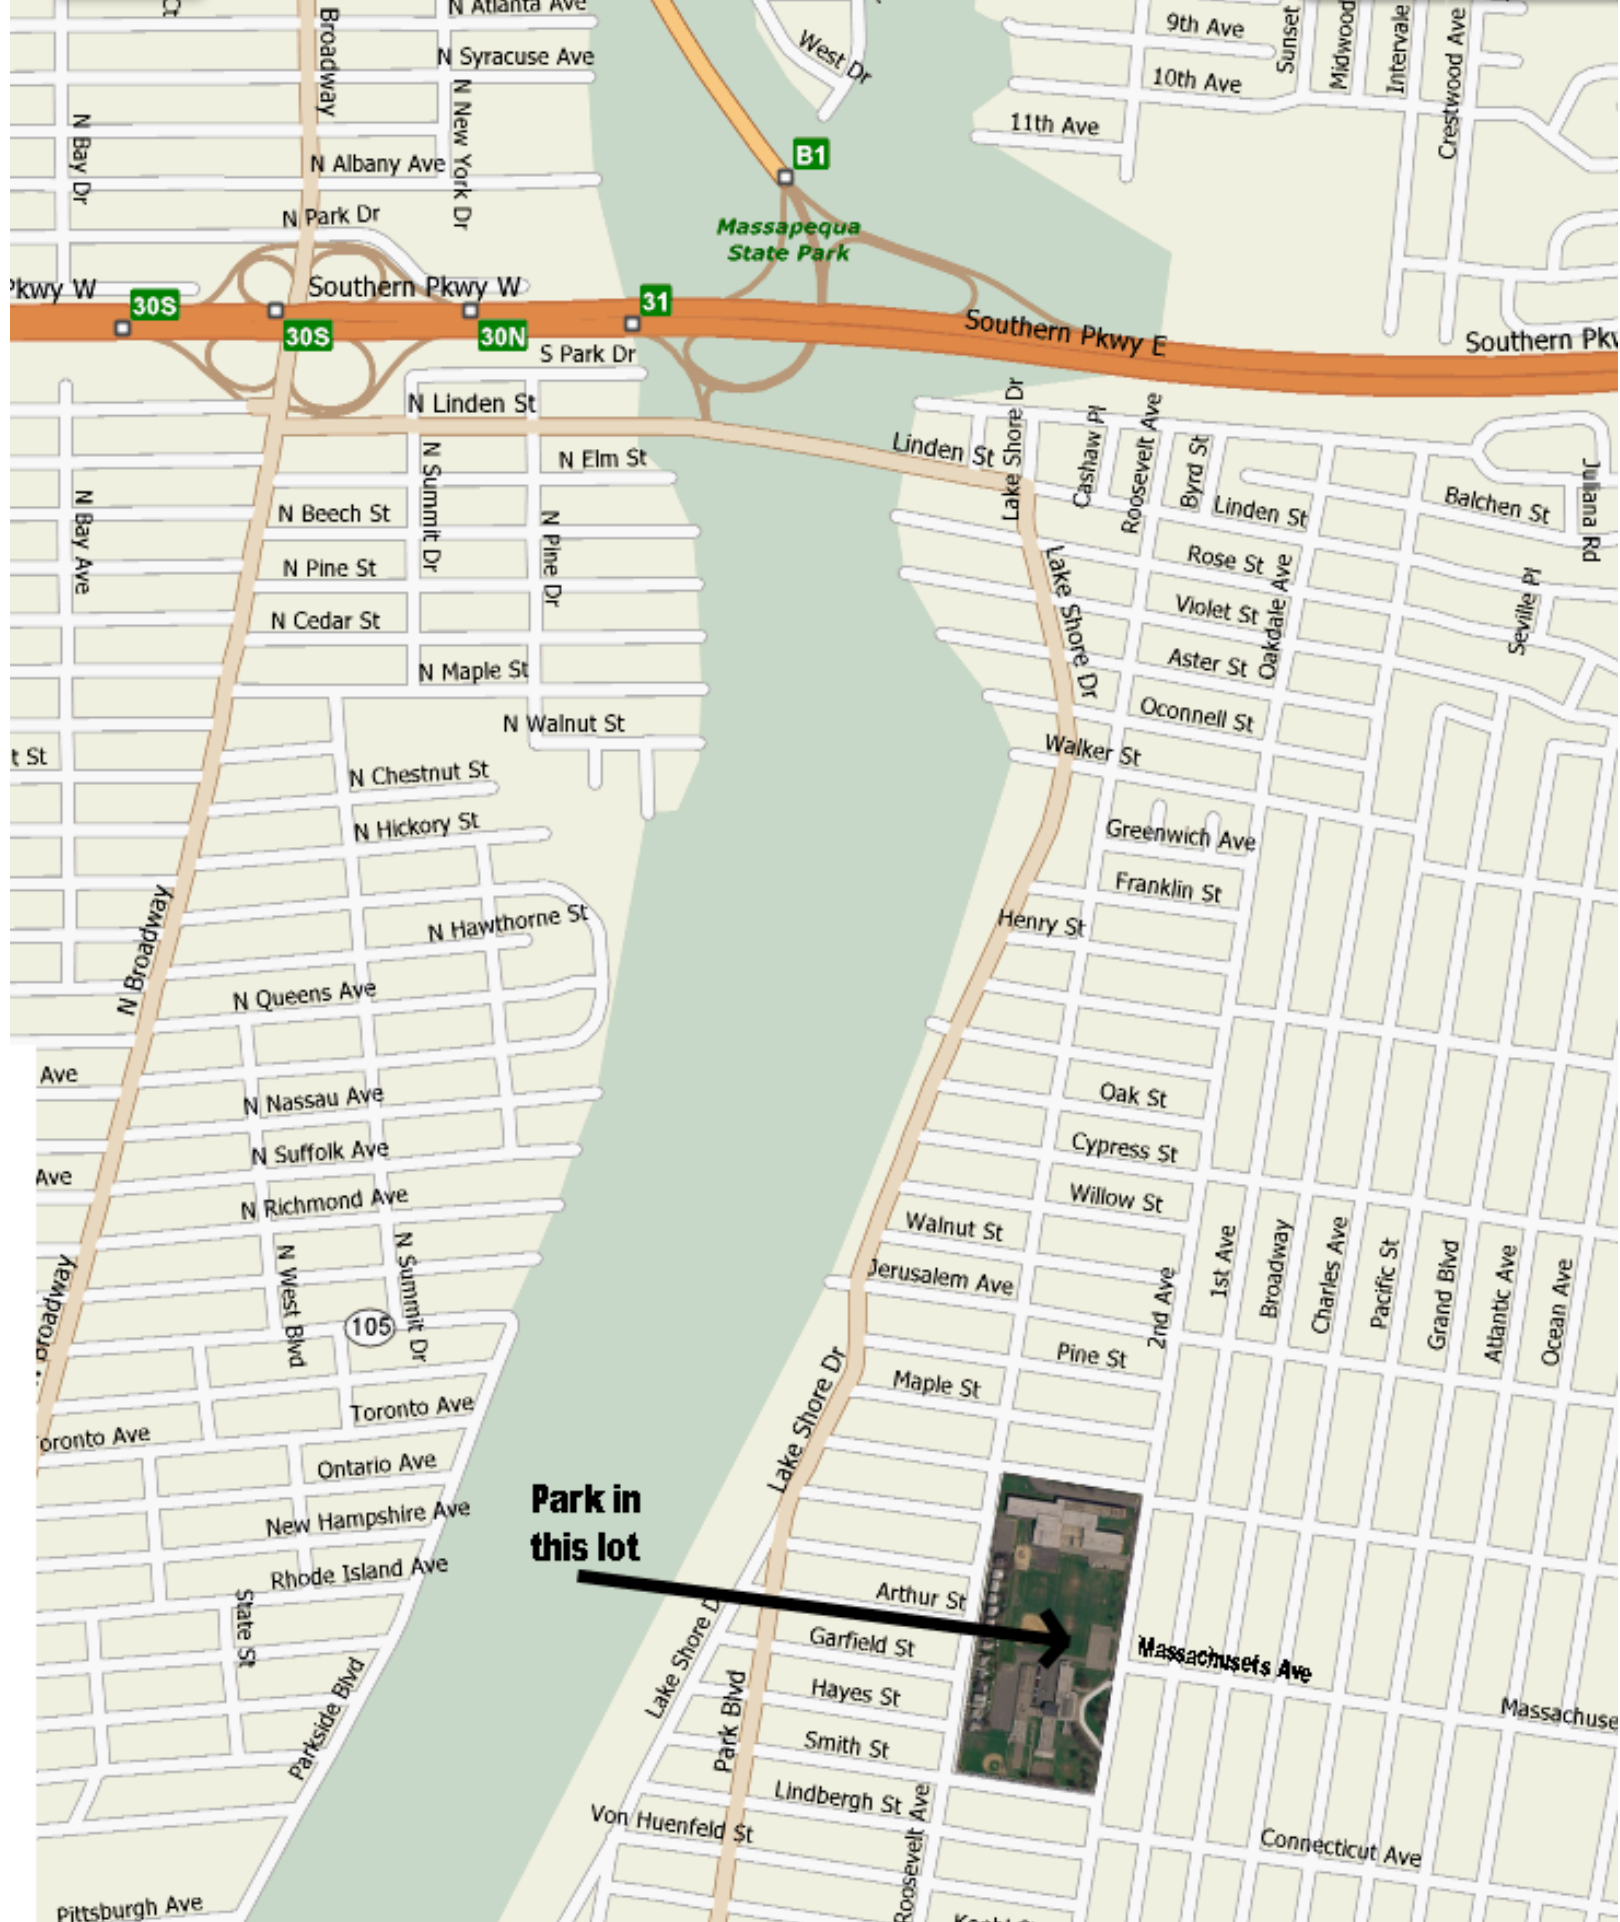 N Atlanta Ave
Ct
Broadway
N Syracuse Ave
N New York Dr
N Bay Dr
N Albany Ave
N Park Dr
West Dr
9th Ave
10th Ave
11th Ave
Sunset
Midwood
Intervale
Crestwood Ave
B1
Massapequa
State Park
Pkwy W
30S
Southern Pkwy W
30S
30N
31
Southern Pkwy E
Southern Pkw
S Park Dr
N Linden St
N Elm St
N Summit Dr
N Beech St
N Pine Dr
N Pine St
N Cedar St
N Maple St
N Walnut St
N Bay Ave
t St
N Chestnut St
N Hickory St
N Hawthorne St
N Queens Ave
N Broadway
Linden St
Lake Shore Dr
Cashaw Pl
Roosevelt Ave
Byrd St
Linden St
Balchen St
Juliana Rd
Rose St
Violet St
Oakdale Ave
Seville Pl
Aster St
Lake Shore Dr
Oconnell St
Walker St
Greenwich Ave
Franklin St
Henry St
Ave
N Nassau Ave
N Suffolk Ave
Ave
N Richmond Ave
N West Blvd
N Summit Dr
105
Broadway
Toronto Ave
oronto Ave
Ontario Ave
New Hampshire Ave
Rhode Island Ave
State St
Parkside Blvd
Pittsburgh Ave
Oak St
Cypress St
Willow St
Walnut St
Jerusalem Ave
2nd Ave
1st Ave
Broadway
Charles Ave
Pacific St
Grand Blvd
Atlantic Ave
Ocean Ave
Pine St
Maple St
Lake Shore Dr
Park in
this lot
Arthur St
Lake Shore D
Garfield St
Massachusets Ave
Hayes St
Massachuse
Park Blvd
Smith St
Lindbergh St
Von Huenfeld St
Roosevelt Ave
Connecticut Ave